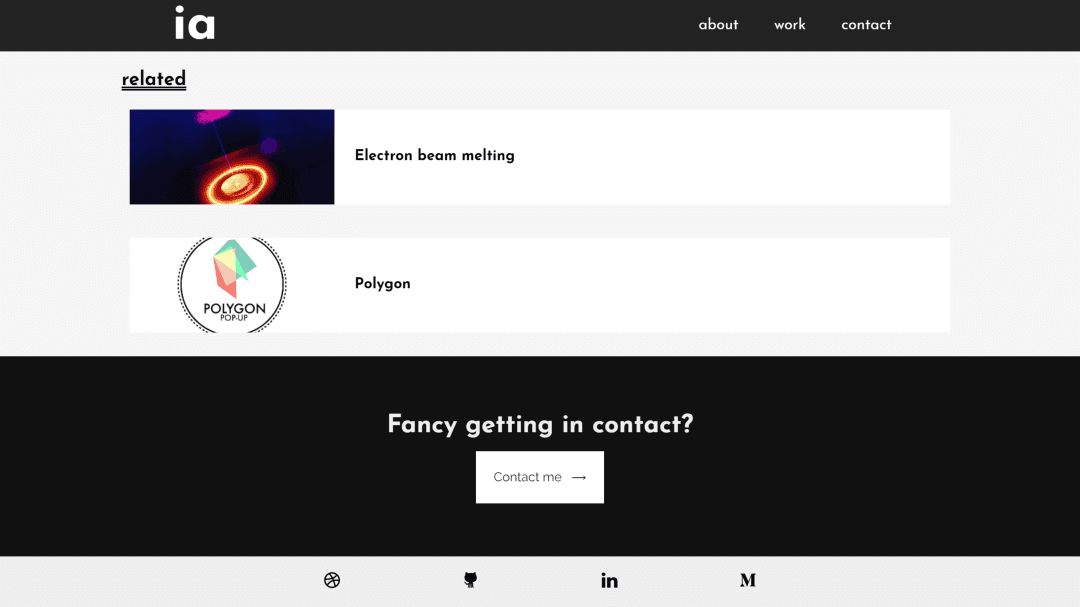 ia
about work contact
related
Electron beam melting
POLYGON
POP-UP
Polygon
Fancy getting in contact?
Contact me →
in
M